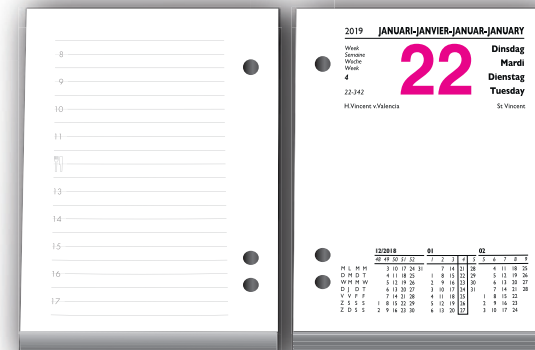 8
9
10
11
13
14
15
16
17
2019 JANUARI-JANVIER-JANUAR-JANUARY
Week
Semaine
Woche
Week
4
22-342
22
Dinsdag
Mardi
Dienstag
Tuesday
H.Vincent v.Valencia St Vincent
12/2018 01 02
48 49 50 51 52 1 2 3 4 5 5 6 7 8 9
M L M M 3 10 17 24 31 7 14 21 28 4 11 18 25
D M D T 4 11 18 25 1 8 15 22 29 5 12 19 26
W M M W 5 12 19 26 2 9 16 23 30 6 13 20 27
D J D T 6 13 20 27 3 10 17 24 31 7 14 21 28
V V F F 7 14 21 28 4 11 18 25 1 8 15 22
Z S S S 1 8 15 22 29 5 12 19 26 2 9 16 23
Z D S S 2 9 16 23 30 6 13 20 27 3 10 17 24